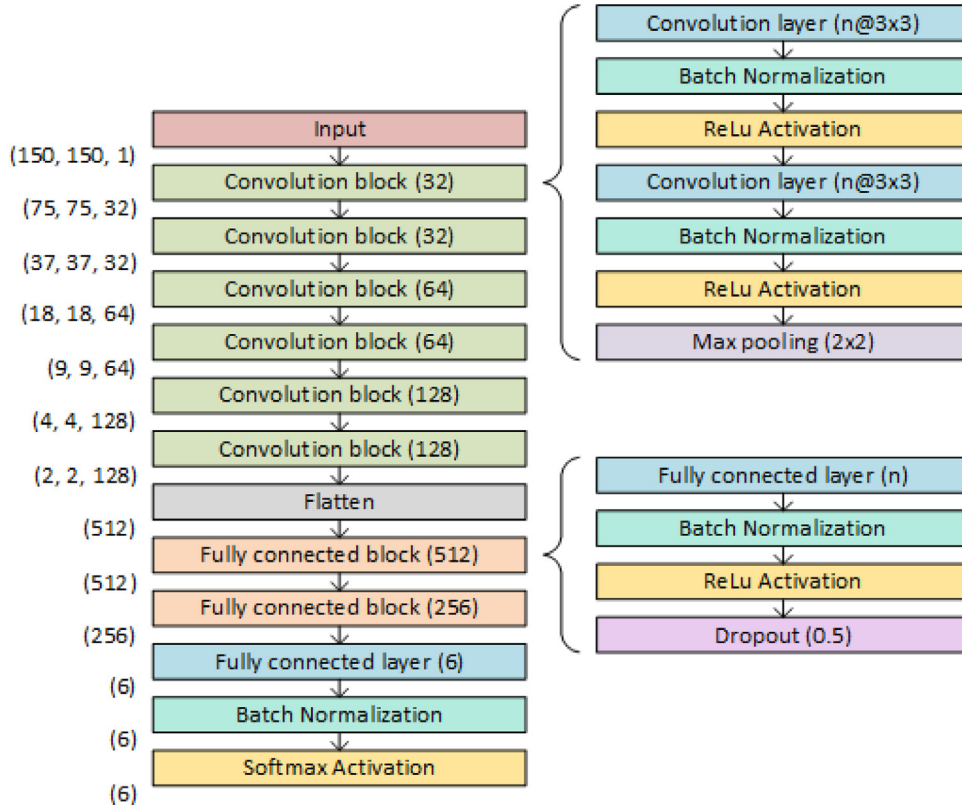 Input
(150, 150, 1)
Convolution block (32)
(75, 75, 32)
Convolution block (32)
(37, 37, 32)
Convolution block (64)
(18, 18, 64)
Convolution block (64)
(9, 9, 64)
Convolution block (128)
(4, 4, 128)
Convolution block (128)
(2, 2, 128)
Flatten
(512)
Fully connected block (512)
(512)
Fully connected block (256)
(256)
Fully connected layer (6)
(6)
Batch Normalization
(6)
Softmax Activation
(6)
Convolution layer (n@3x3)
Batch Normalization
ReLu Activation
Convolution layer (n@3x3)
Batch Normalization
ReLu Activation
Max pooling (2x2)
Fully connected layer (n)
Batch Normalization
ReLu Activation
Dropout (0.5)